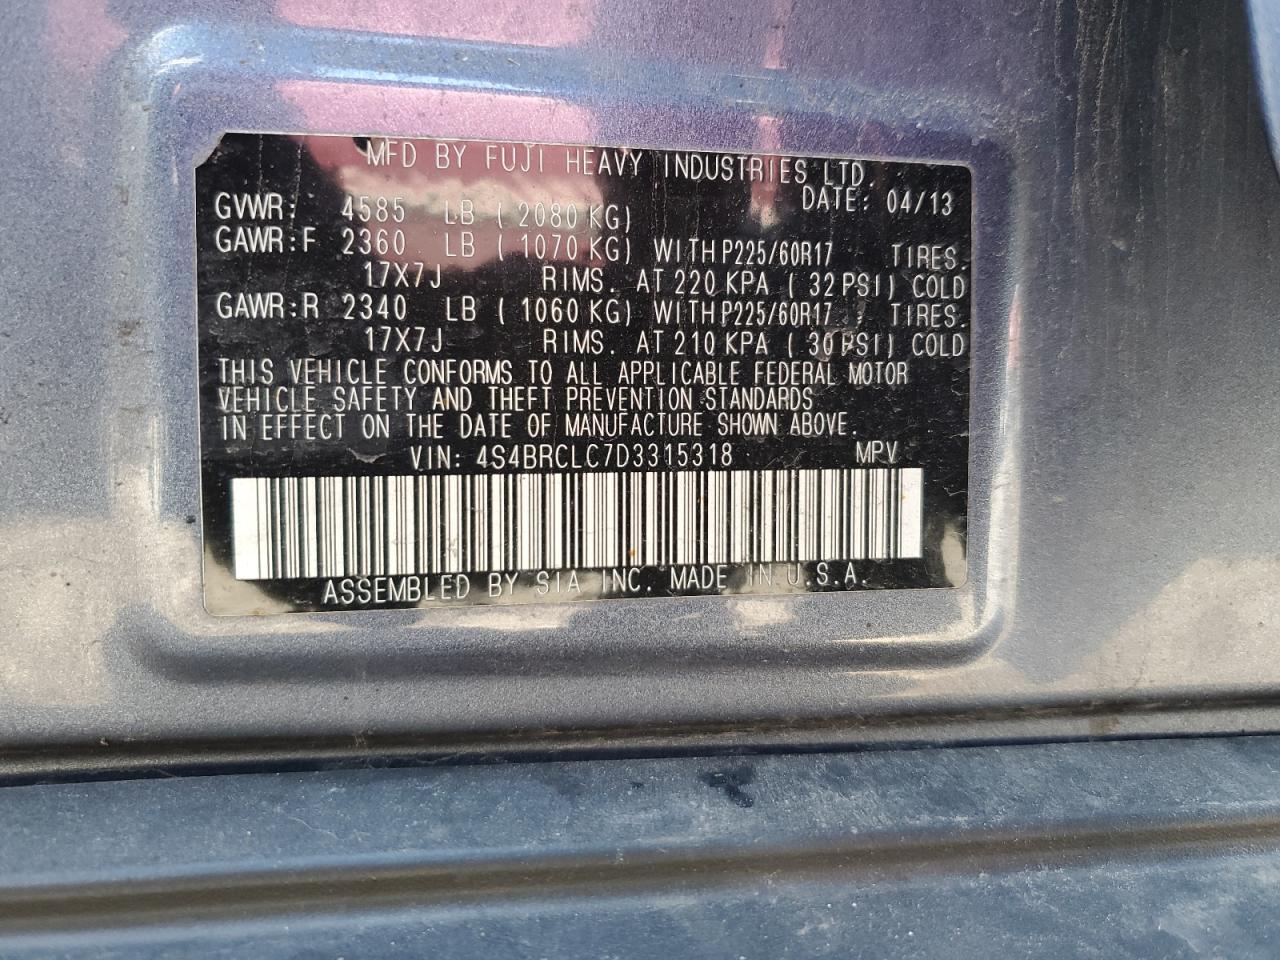 MFD BY FUJI HEAVY INDUSTRIES LTD.
DATE: 04/13
GVWR: 4585 LB ( 2080 KG)
GAWR:F 2360 LB ( 1070 KG) WITH P225/60R17 TIRES.
17X7J RIMS. AT 220 KPA ( 32 PSI) COLD
GAWR:R 2340 LB ( 1060 KG) WITH P225/60R17 TIRES.
17X7J RIMS. AT 210 KPA ( 30 PSI) COLD
THIS VEHICLE CONFORMS TO ALL APPLICABLE FEDERAL MOTOR
VEHICLE SAFETY AND THEFT PREVENTION STANDARDS
IN EFFECT ON THE DATE OF MANUFACTURE SHOWN ABOVE.
VIN: 4S4BRCLC7D3315318 MPV
ASSEMBLED BY SIA INC. MADE IN U.S.A.